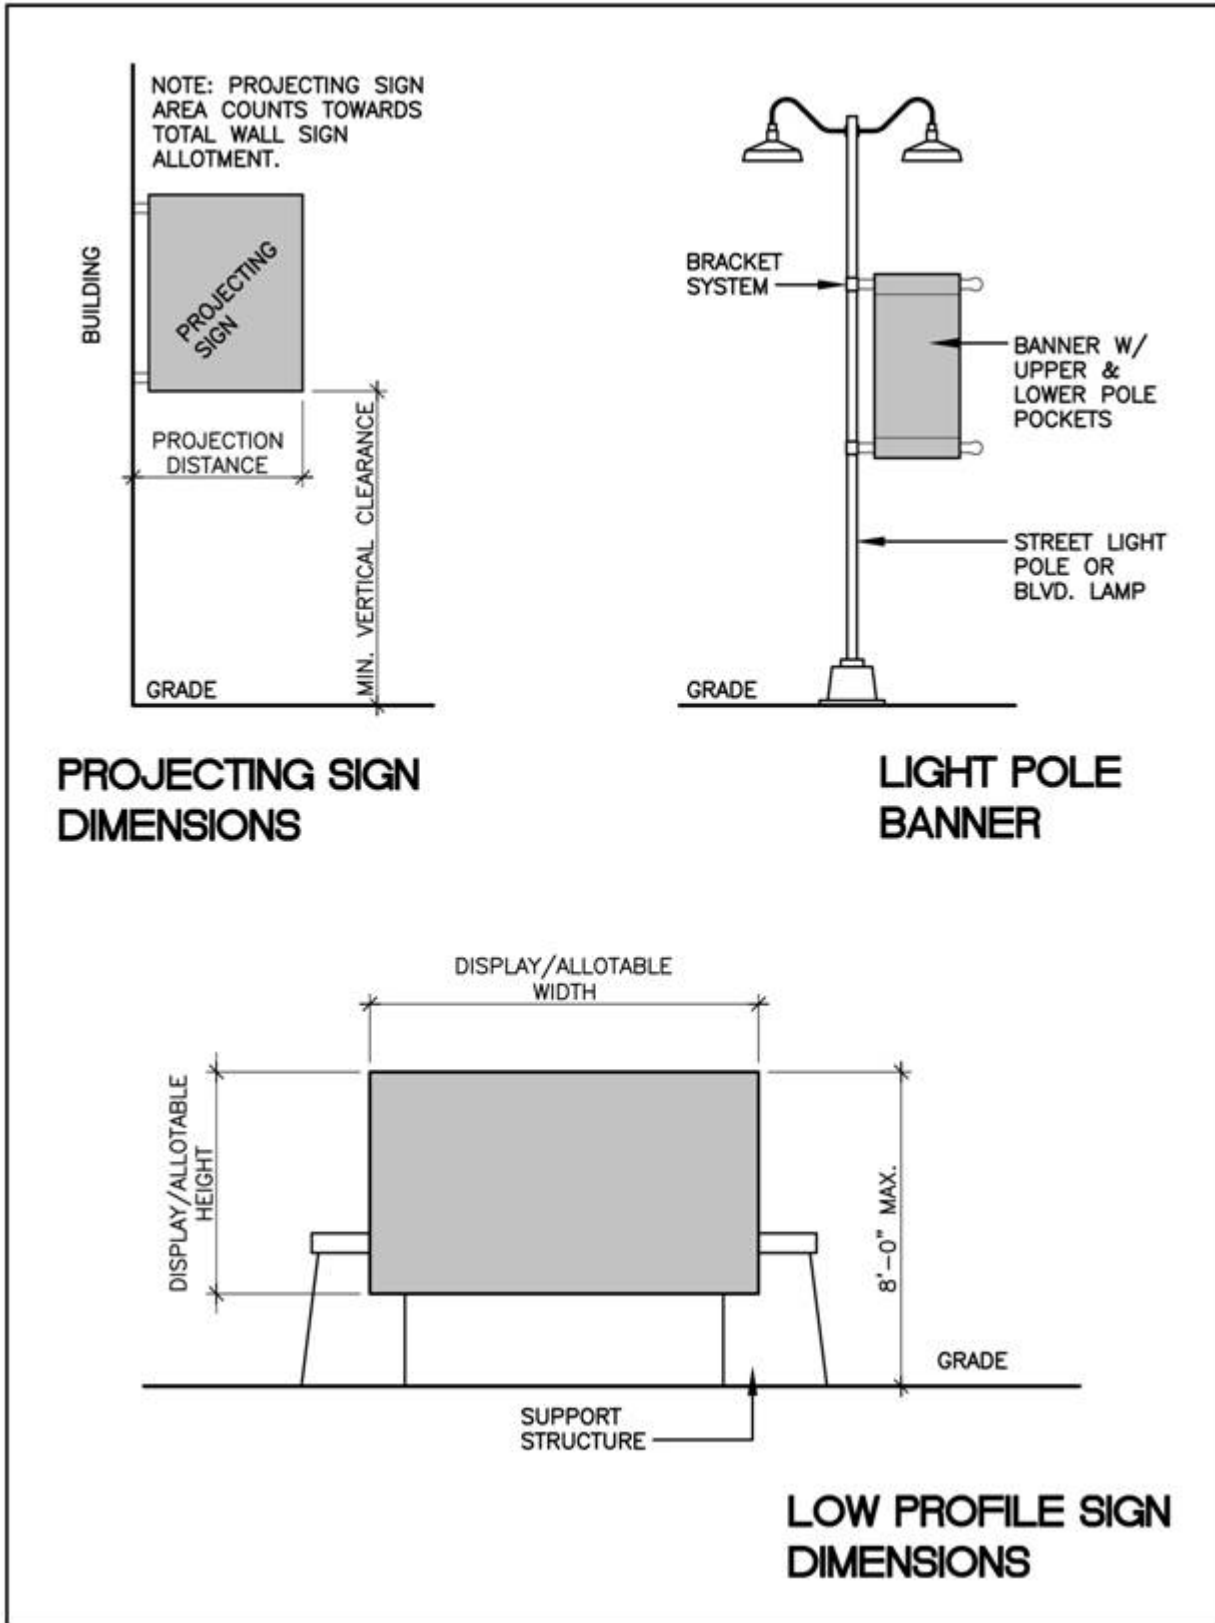 NOTE: PROJECTING SIGN
AREA COUNTS TOWARDS
TOTAL WALL SIGN
ALLOTMENT.
BUILDING
PROJECTING
SIGN
PROJECTION
DISTANCE
MIN. VERTICAL CLEARANCE
GRADE
PROJECTING SIGN
DIMENSIONS
BRACKET
SYSTEM
BANNER W/
UPPER &
LOWER POLE
POCKETS
STREET LIGHT
POLE OR
BLVD. LAMP
GRADE
LIGHT POLE
BANNER
DISPLAY/ALLOTABLE
WIDTH
DISPLAY/ALLOTABLE
HEIGHT
8'-0" MAX.
GRADE
SUPPORT
STRUCTURE
LOW PROFILE SIGN
DIMENSIONS